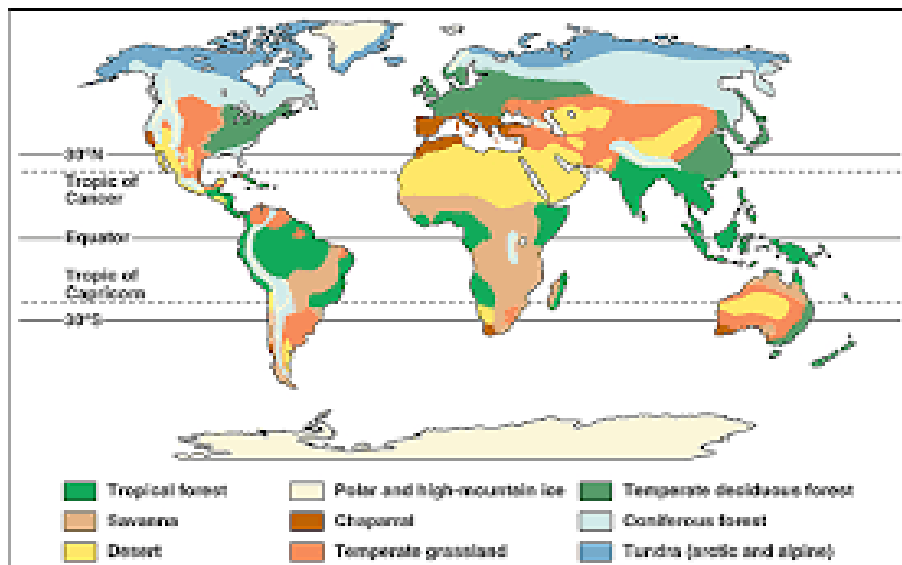 30°N
Tropic of
Cancer
Equator
Tropic of
Capricorn
30°S
Tropical forest
Polar and high-mountain ice
Temperate deciduous forest
Savanna
Chaparral
Coniferous forest
Desert
Temperate grassland
Tundra (arctic and alpine)